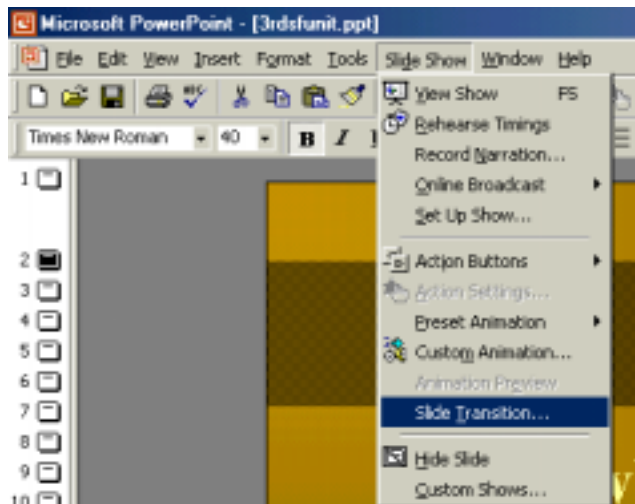 Microsoft PowerPoint - [3rdsfunit.ppt]
File Edit View Insert Format Tools Slide Show Window Help
Times New Roman 40 B I
View Show F5
Rehearse Timings
Record Narration...
Online Broadcast
Set Up Show...
Action Buttons
Action Settings...
Preset Animation
Custom Animation...
Animation Preview
Slide Transition...
Hide Slide
Custom Shows...
1
2
3
4
5
6
7
8
9
10